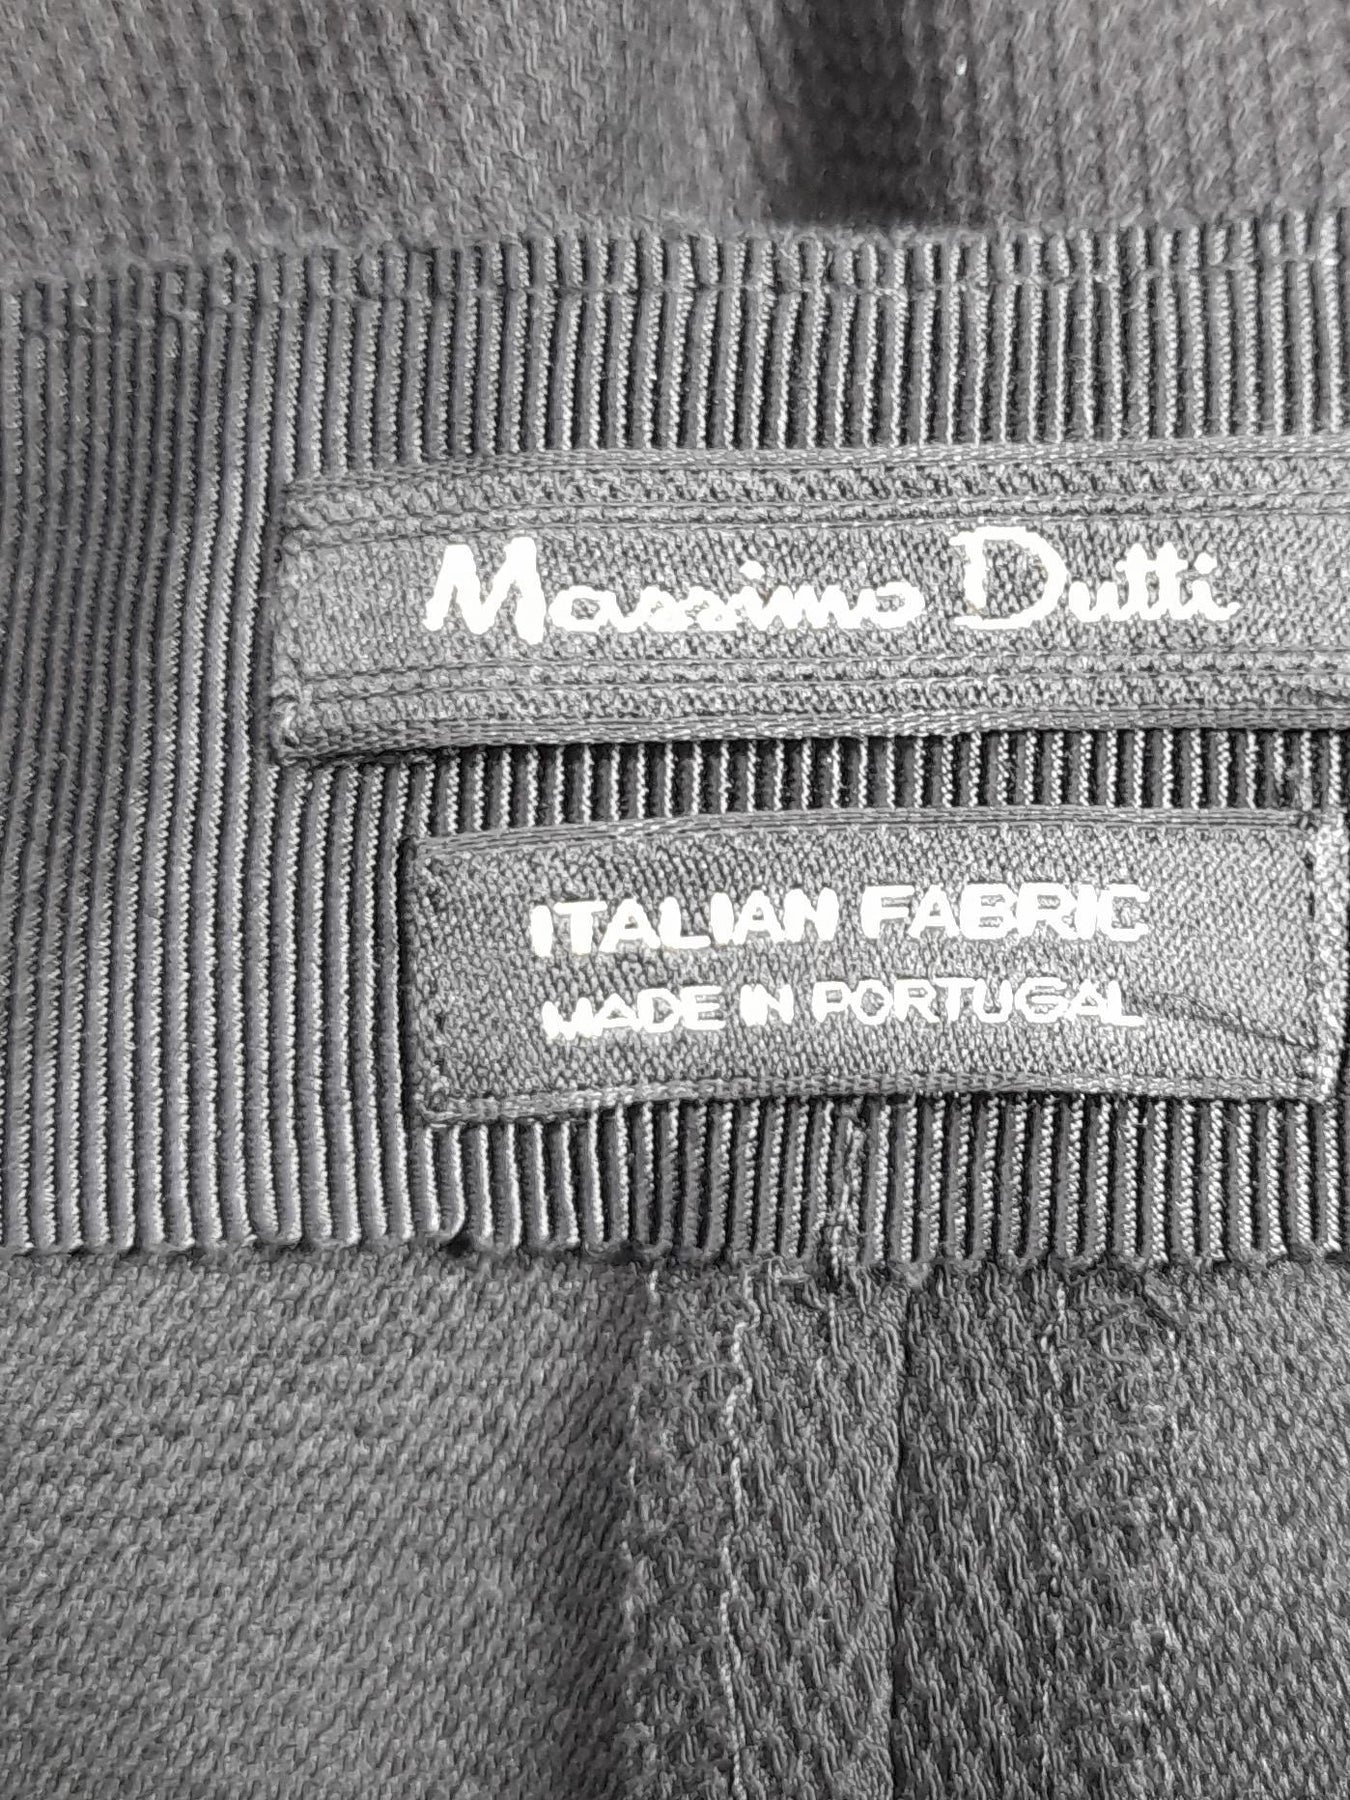 Massimo Dutti
ITALIAN FABRIC
MADE IN PORTUGAL